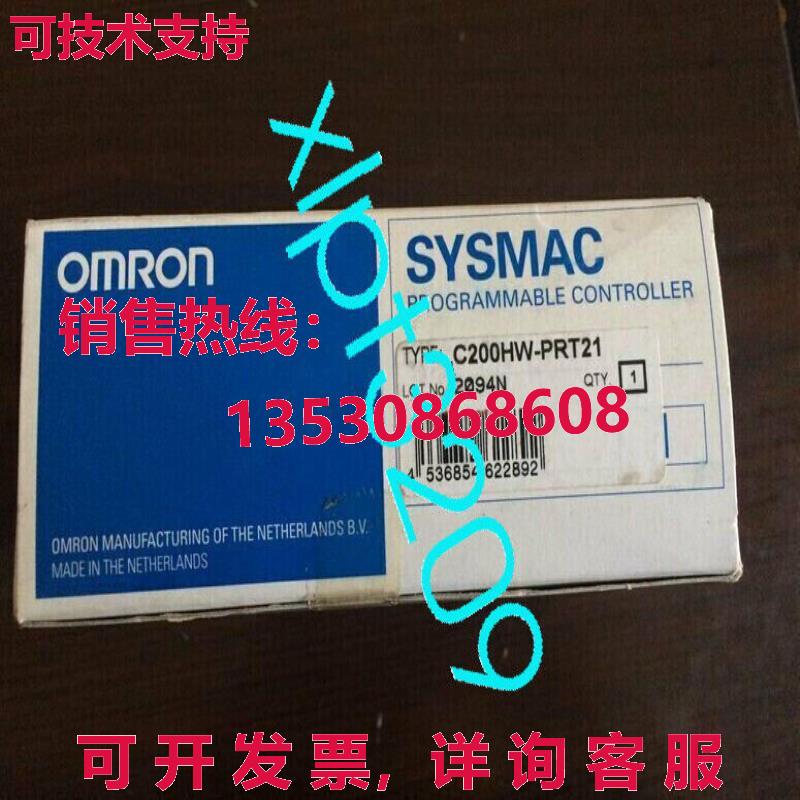 可技术支持
OMRON
SYSMAC
PROGRAMMABLE CONTROLLER
销售热线:
TYPE: C200HW-PRT21
LOT No. 2094N QTY. 1
13530868608
4 536854 622892
xlpt3209
OMRON MANUFACTURING OF THE NETHERLANDS B.V.
MADE IN THE NETHERLANDS
可开发票, 详询客服